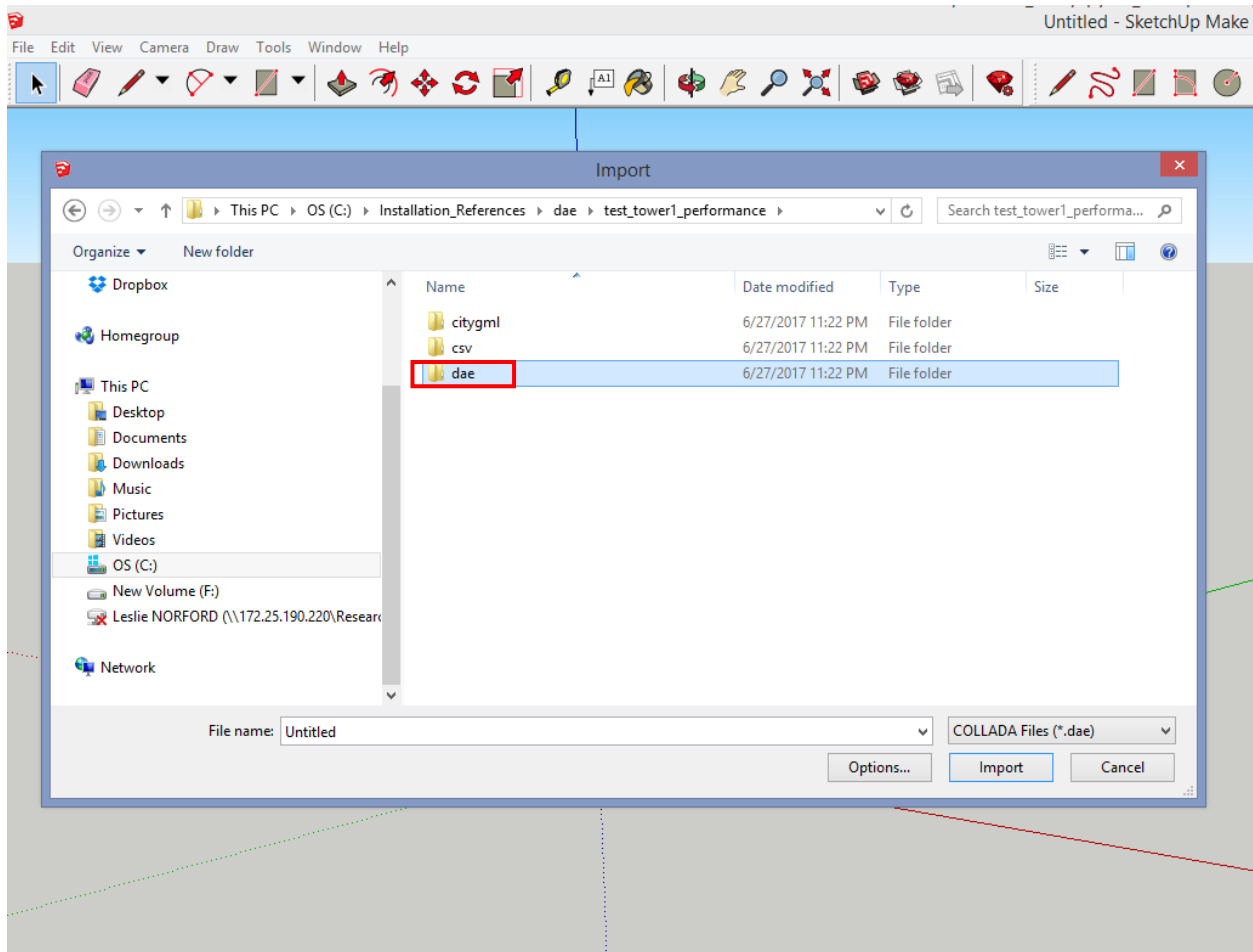 Untitled - SketchUp Make
File Edit View Camera Draw Tools Window Help
A1
Import
This PC OS (C:) Installation_References dae test_tower1_performance Search test_tower1_performa...
Organize New folder
Dropbox
Homegroup
This PC
Desktop
Documents
Downloads
Music
Pictures
Videos
OS (C:)
New Volume (F:)
Leslie NORFORD (\\172.25.190.220\Researc
Network
Name Date modified Type Size
citygml 6/27/2017 11:22 PM File folder
csv 6/27/2017 11:22 PM File folder
dae 6/27/2017 11:22 PM File folder
File name: Untitled COLLADA Files (*.dae)
Options... Import Cancel